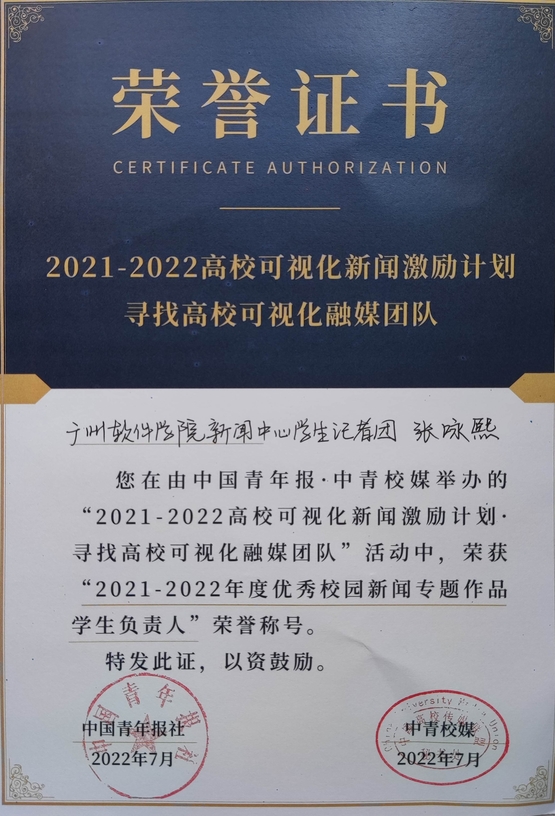 荣誉证书
CERTIFICATE AUTHORIZATION
2021-2022高校可视化新闻激励计划
寻找高校可视化融媒团队
广州软件学院新闻中心学生记者团 张咏熙
您在由中国青年报·中青校媒举办的
“2021-2022高校可视化新闻激励计划·
寻找高校可视化融媒团队”活动中，荣获
“2021-2022年度优秀校园新闻专题作品
学生负责人”荣誉称号。
特发此证，以资鼓励。
中国青年报社
2022年7月
中青校媒
2022年7月